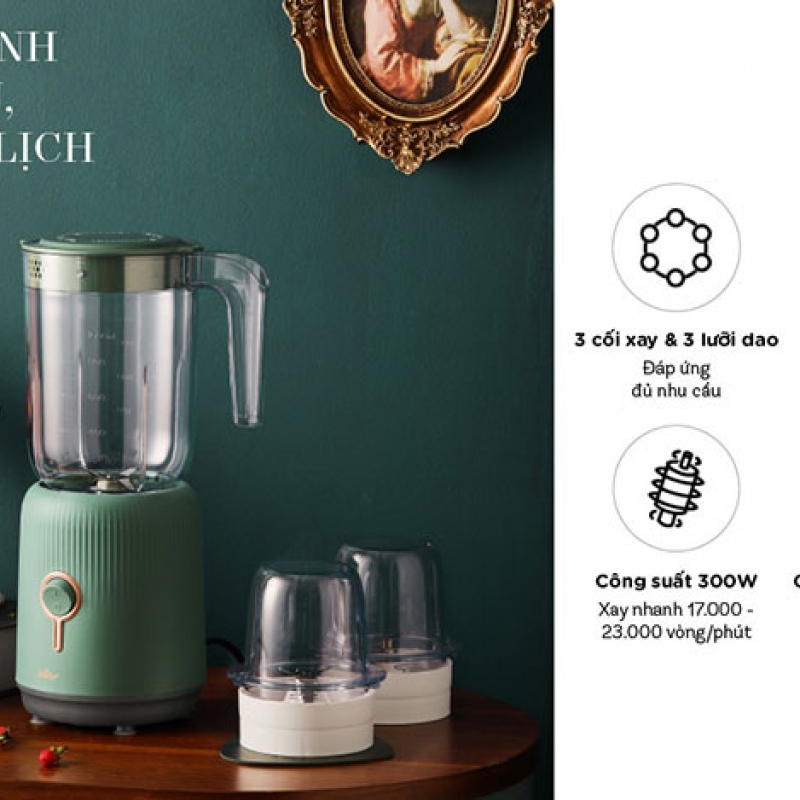 NH
LỊCH
3 cối xay & 3 lưỡi dao
Đáp ứng
đủ nhu cầu
Công suất 300W
Xay nhanh 17.000 -
23.000 vòng/phút